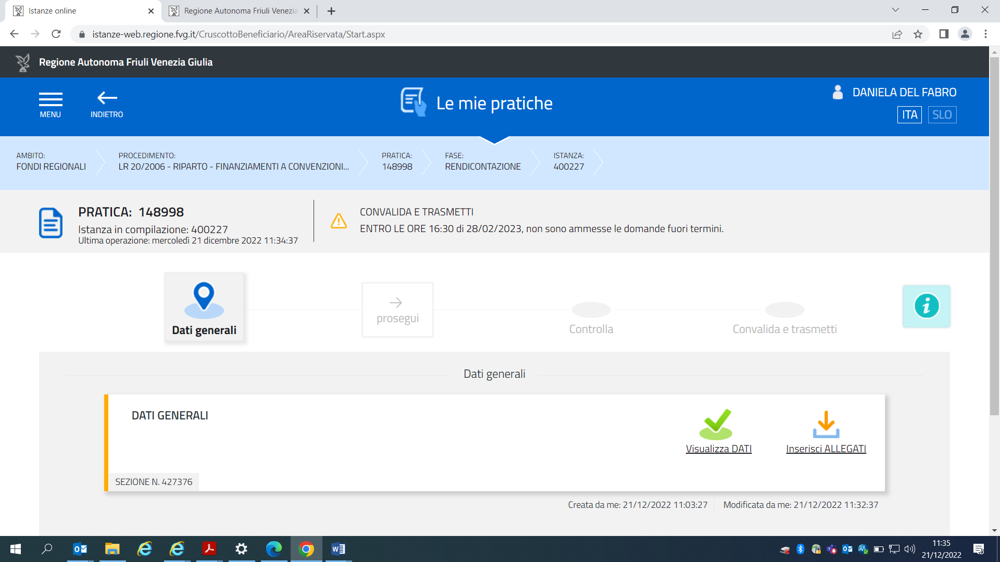 Istanze online
Regione Autonoma Friuli Venezia
istanze-web.regione.fvg.it/CruscottoBeneficiario/AreaRiservata/Start.aspx
Regione Autonoma Friuli Venezia Giulia
MENU
INDIETRO
Le mie pratiche
DANIELA DEL FABRO
ITA SLO
AMBITO:
FONDI REGIONALI
PROCEDIMENTO:
LR 20/2006 - RIPARTO - FINANZIAMENTI A CONVENZIONI...
PRATICA:
148998
FASE:
RENDICONTAZIONE
ISTANZA:
400227
PRATICA: 148998
Istanza in compilazione: 400227
Ultima operazione: mercoledì 21 dicembre 2022 11:34:37
CONVALIDA E TRASMETTI
ENTRO LE ORE 16:30 di 28/02/2023, non sono ammesse le domande fuori termini.
Dati generali
prosegui
Controlla
Convalida e trasmetti
Dati generali
DATI GENERALI
Visualizza DATI
Inserisci ALLEGATI
SEZIONE N. 427376
Creata da me: 21/12/2022 11:03:27
Modificata da me: 21/12/2022 11:32:37
11:35
21/12/2022